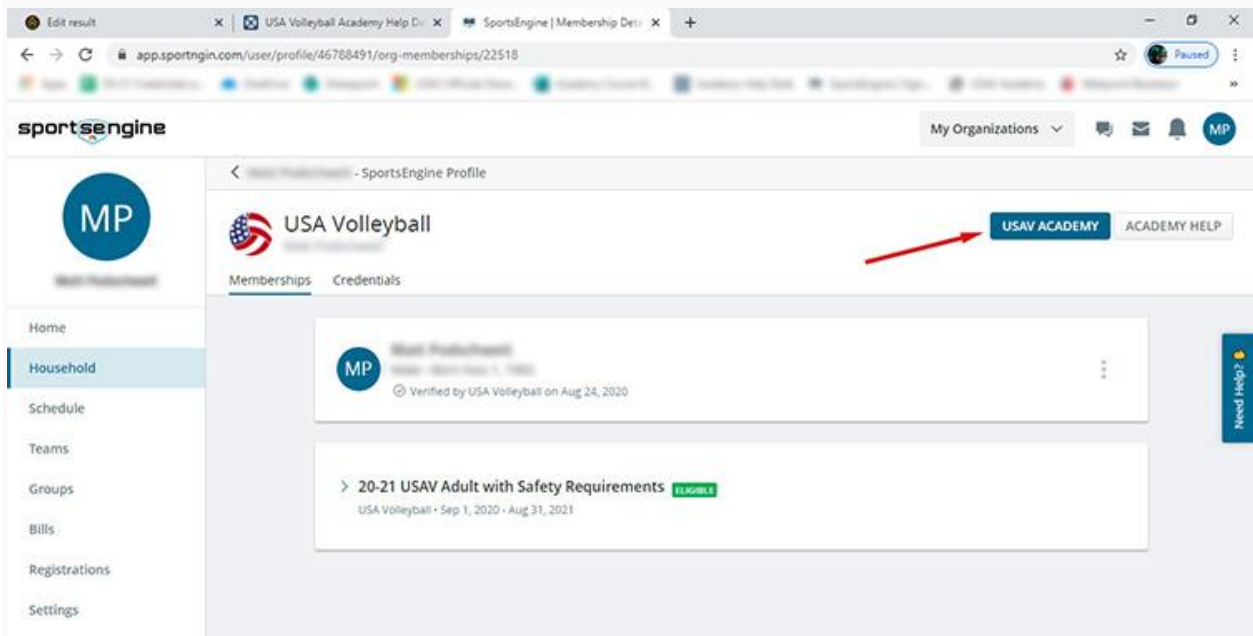 Edit result
USA Volleyball Academy Help De
SportsEngine | Membership Deta
app.sportngin.com/user/profile/46788491/org-memberships/22518
Paused
sportsengine
My Organizations
MP
- SportsEngine Profile
MP
USA Volleyball
USAV ACADEMY
ACADEMY HELP
Memberships
Credentials
Home
Household
Schedule
Teams
Groups
Bills
Registrations
Settings
MP
Verified by USA Volleyball on Aug 24, 2020
20-21 USAV Adult with Safety Requirements ELIGIBLE
USA Volleyball • Sep 1, 2020 - Aug 31, 2021
Need Help?